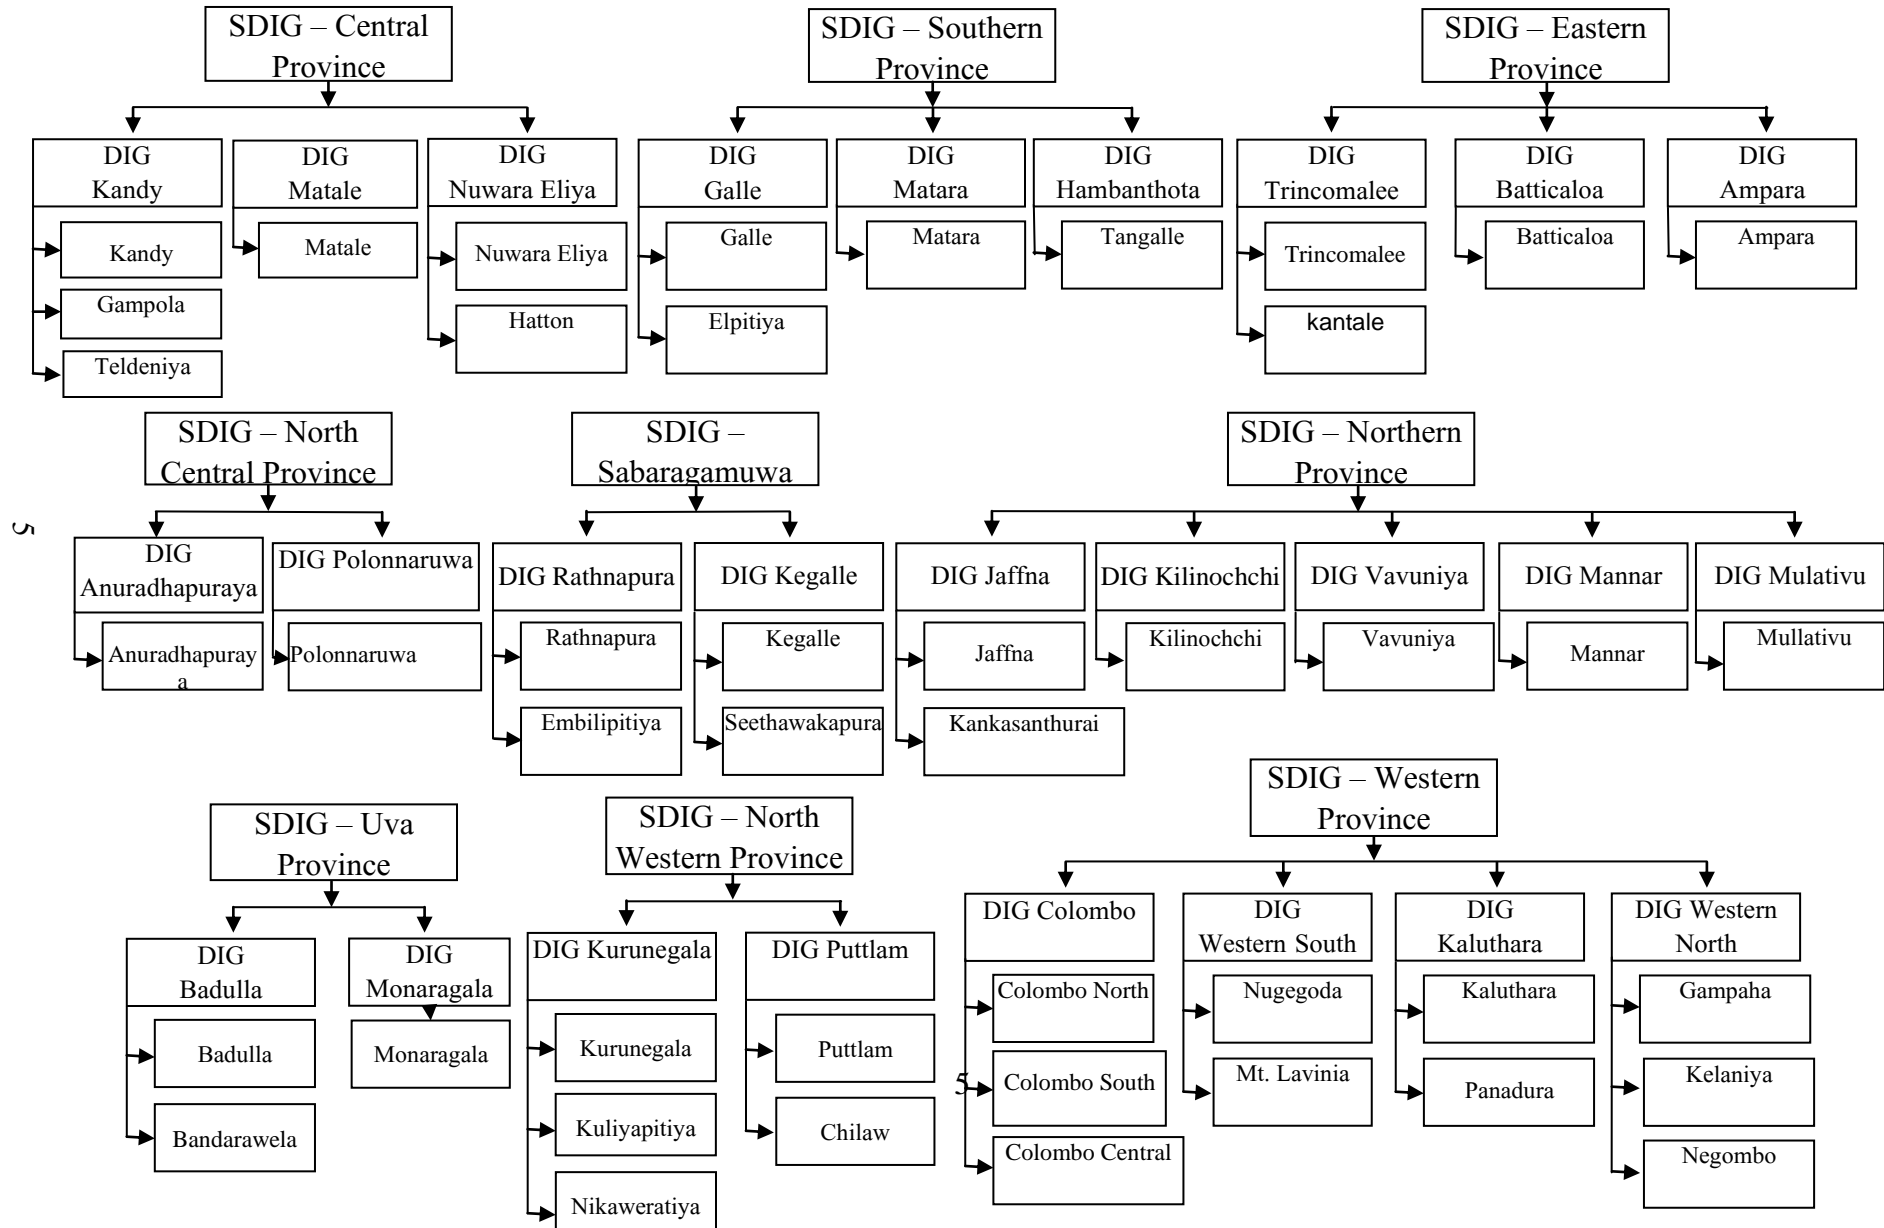 SDIG – Central
Province
SDIG – Southern
Province
SDIG – Eastern
Province
DIG
Kandy
DIG
Matale
DIG
Nuwara Eliya
DIG
Galle
DIG
Matara
DIG
Hambanthota
DIG
Trincomalee
DIG
Batticaloa
DIG
Ampara
Kandy
Gampola
Teldeniya
Matale
Nuwara Eliya
Hatton
Galle
Elpitiya
Matara
Tangalle
Trincomalee
kantale
Batticaloa
Ampara
SDIG – North
Central Province
SDIG –
Sabaragamuwa
SDIG – Northern
Province
5
DIG
Anuradhapuraya
DIG Polonnaruwa
DIG Rathnapura
DIG Kegalle
DIG Jaffna
DIG Kilinochchi
DIG Vavuniya
DIG Mannar
DIG Mulativu
Anuradhapuray
a
Polonnaruwa
Rathnapura
Embilipitiya
Kegalle
Seethawakapura
Jaffna
Kankasanthurai
Kilinochchi
Vavuniya
Mannar
Mullativu
SDIG – Uva
Province
SDIG – North
Western Province
SDIG – Western
Province
DIG
Badulla
DIG
Monaragala
DIG Kurunegala
DIG Puttlam
DIG Colombo
DIG
Western South
DIG
Kaluthara
DIG Western
North
Badulla
Bandarawela
Monaragala
Kurunegala
Kuliyapitiya
Nikaweratiya
Puttlam
Chilaw
5
Colombo North
Colombo South
Colombo Central
Nugegoda
Mt. Lavinia
Kaluthara
Panadura
Gampaha
Kelaniya
Negombo